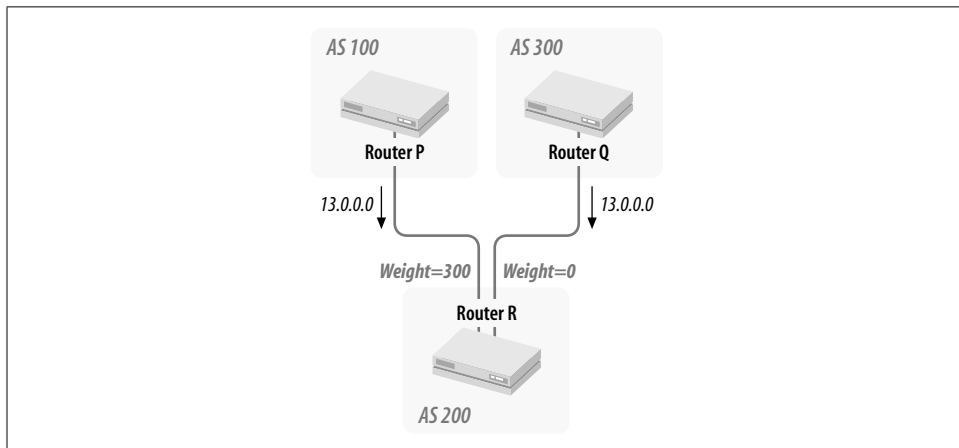 AS 100
AS 300
Router P
Router Q
13.0.0.0
13.0.0.0
Weight=300
Weight=0
Router R
AS 200